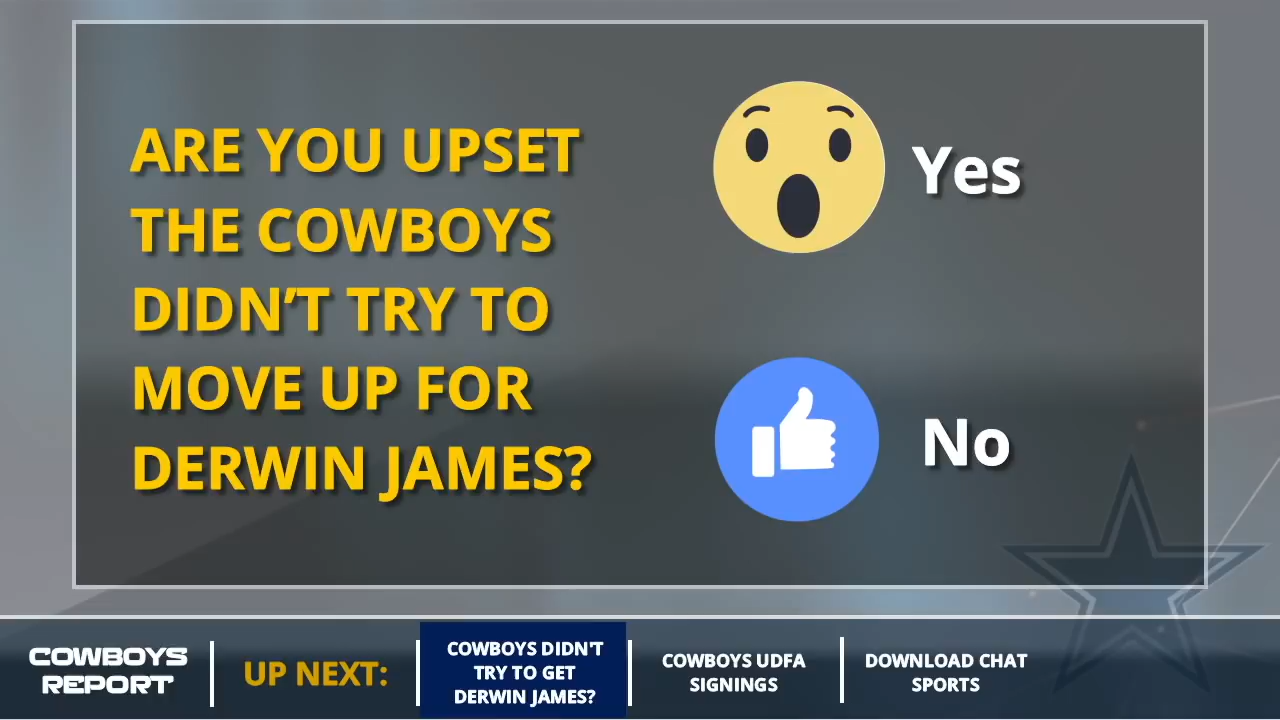 ARE YOU UPSET
THE COWBOYS
DIDN’T TRY TO
MOVE UP FOR
DERWIN JAMES?
Yes
No
COWBOYS
REPORT
UP NEXT:
COWBOYS DIDN'T
TRY TO GET
DERWIN JAMES?
COWBOYS UDFA
SIGNINGS
DOWNLOAD CHAT
SPORTS